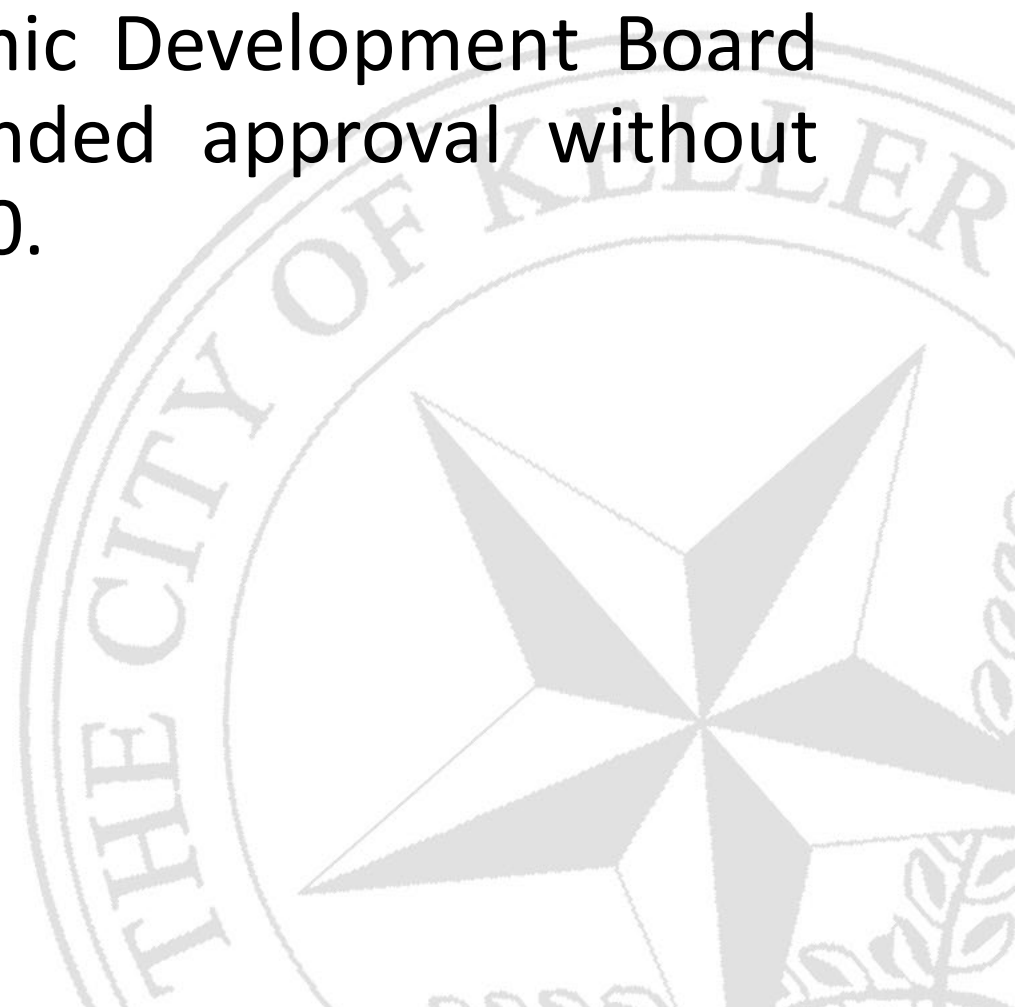 nic Development Board
nded approval without
0.
THE CITY OF KELLER